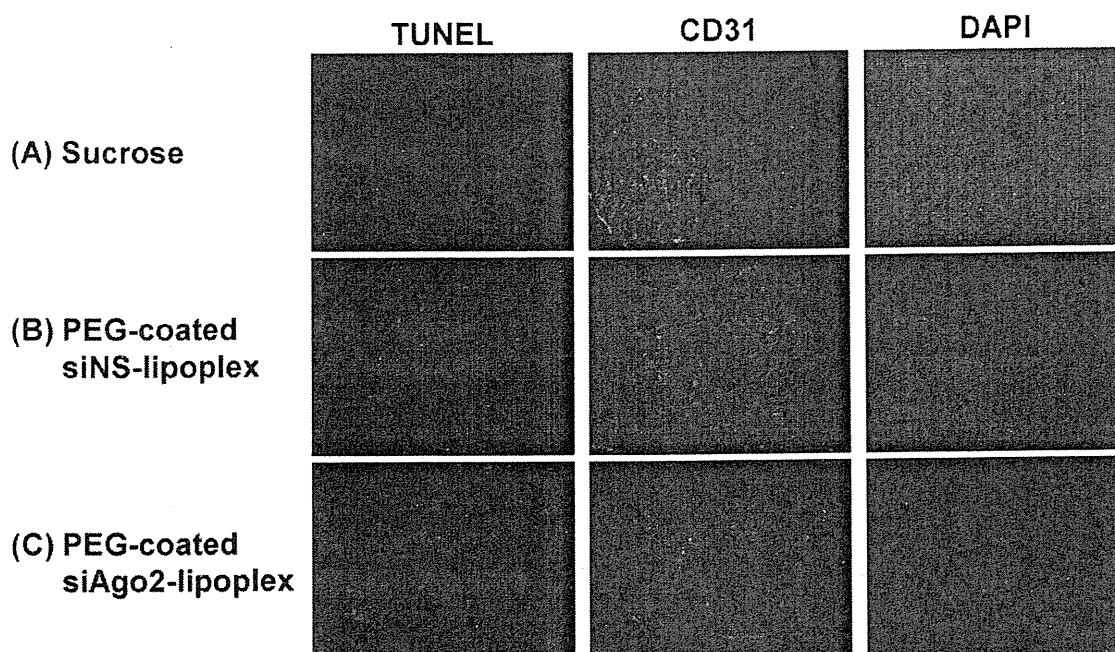 TUNEL CD31 DAPI
(A) Sucrose
(B) PEG-coated
siNS-lipoplex
(C) PEG-coated
siAgo2-lipoplex